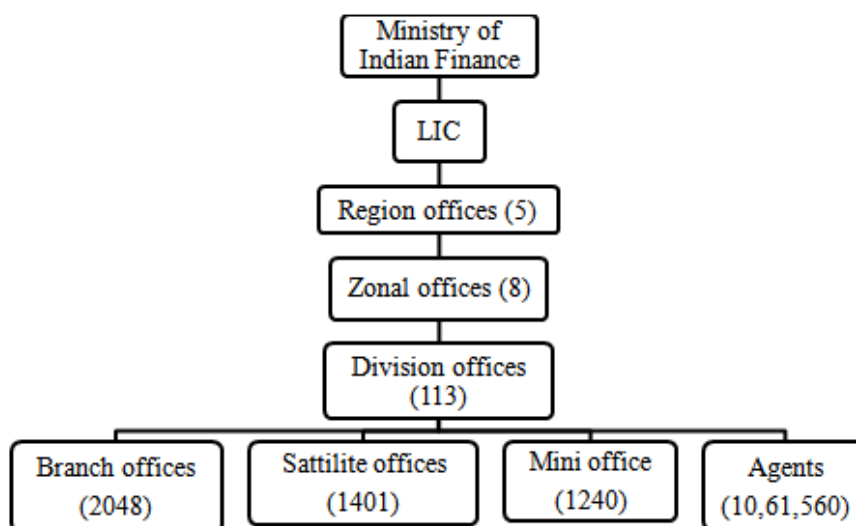 Ministry of
Indian Finance
LIC
Region offices (5)
Zonal offices (8)
Division offices
(113)
Branch offices
(2048)
Sattilite offices
(1401)
Mini office
(1240)
Agents
(10,61,560)